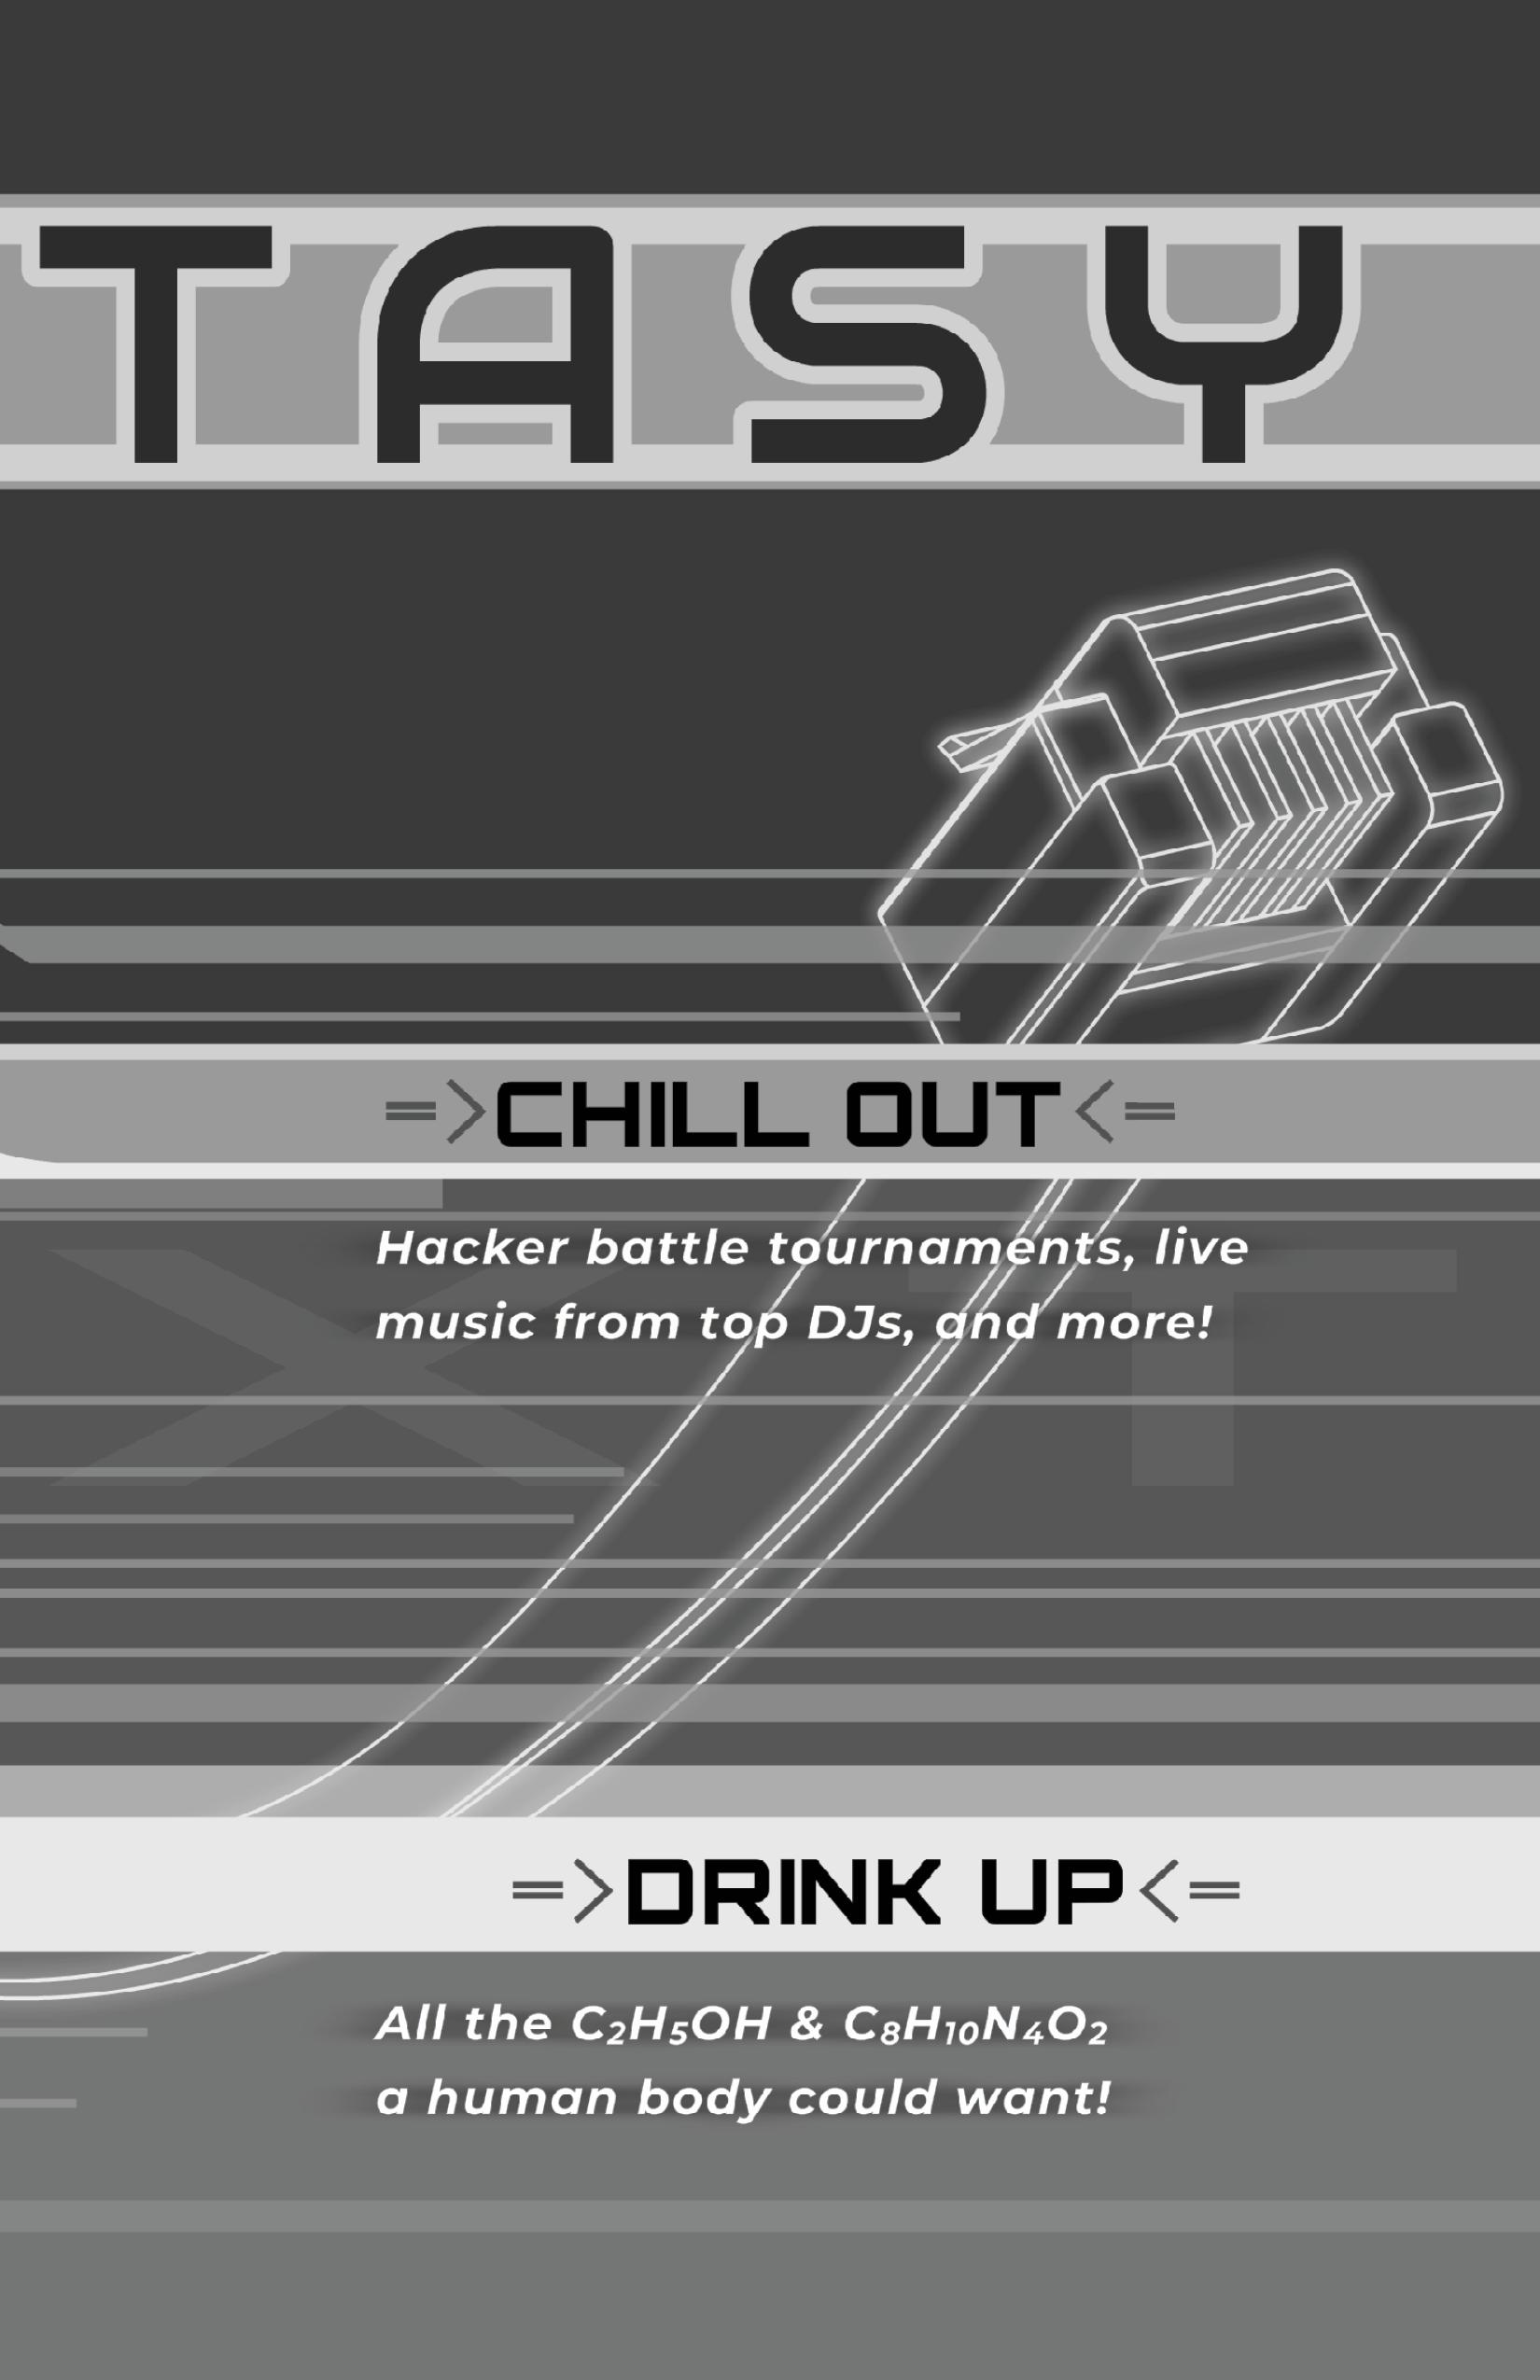 TASY
=>CHILL OUT<=
Hacker battle tournaments, live
music from top DJs, and more!
X T
=>DRINK UP<=
All the C₂H₅OH & C₈H₁₀N₄O₂
a human body could want!